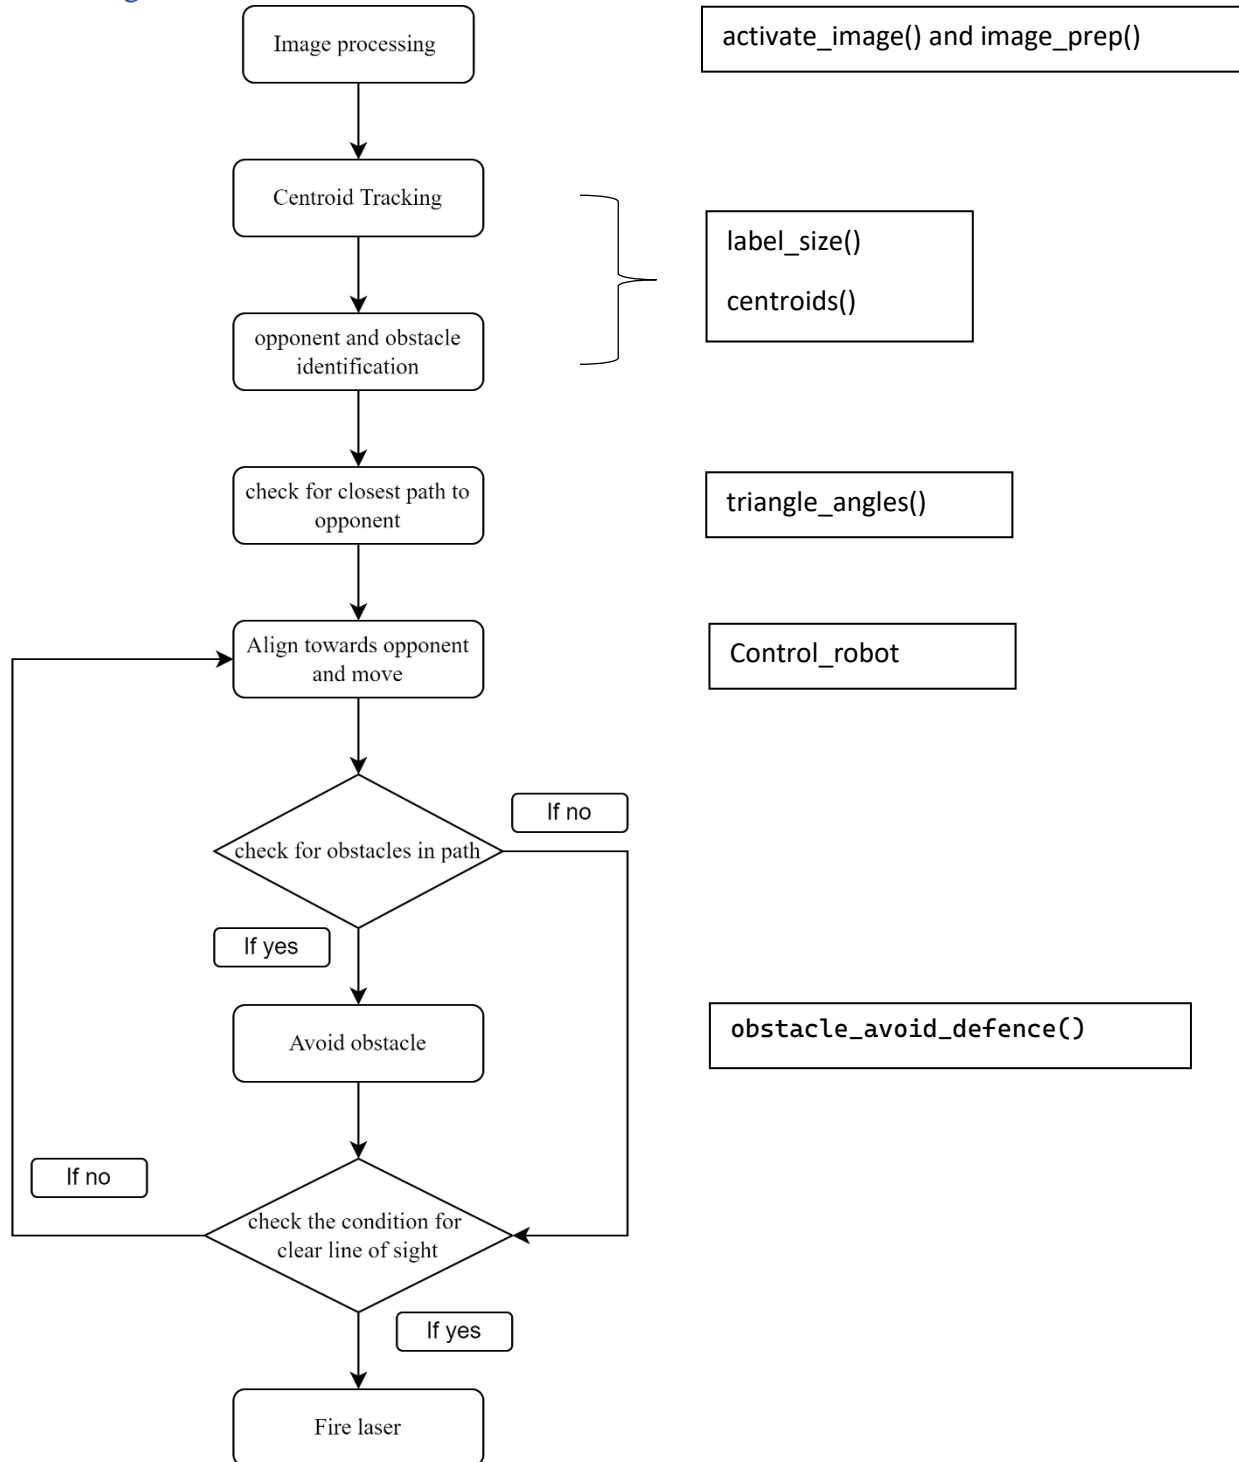 Image processing
activate_image() and image_prep()
Centroid Tracking
label_size()
centroids()
opponent and obstacle
identification
check for closest path to
opponent
triangle_angles()
Align towards opponent
and move
Control_robot
If no
check for obstacles in path
If yes
Avoid obstacle
obstacle_avoid_defence()
If no
check the condition for
clear line of sight
If yes
Fire laser